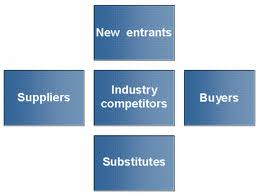 New entrants
Suppliers
Industry
competitors
Buyers
Substitutes